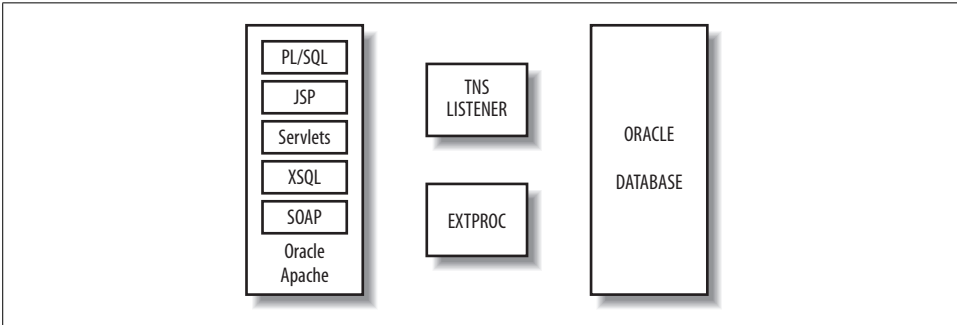 PL/SQL
JSP
Servlets
XSQL
SOAP
Oracle
Apache
TNS
LISTENER
EXTPROC
ORACLE
DATABASE